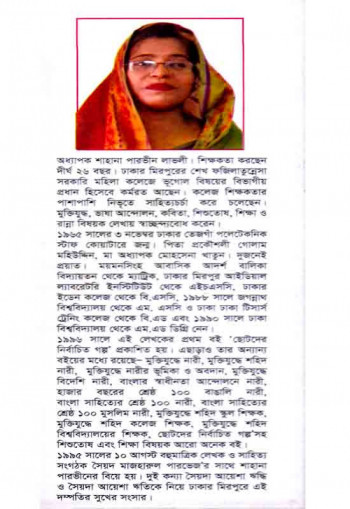 অধ্যাপক শাহানা পারভীন লাভলী। শিক্ষকতা করছেন
দীর্ঘ ২৬ বছর। ঢাকার মিরপুরের শেখ ফজিলাতুন্নেসা
সরকারি মহিলা কলেজে ভূগোল বিষয়ের বিভাগীয়
প্রধান হিসেবে কর্মরত আছেন। কলেজ শিক্ষকতার
পাশাপাশি নিভৃতে সাহিত্যচর্চা করে চলেছেন।
মুক্তিযুদ্ধ, ভাষা আন্দোলন, কবিতা, শিশুতোষ, শিক্ষা ও
রান্না বিষয়ক লেখায় স্বাচ্ছন্দ্যবোধ করেন।
১৯৬৫ সালের ৩ নভেম্বর ঢাকার তেজগাঁ পলেটেকনিক
স্টাফ কোয়াটারে জন্ম। পিতা প্রকৌশলী গোলাম
মহিউদ্দিন, মা অধ্যাপক মোহসেনা খাতুন। দুজনেই
প্রয়াত। ময়মনসিংহ আবাসিক আদর্শ বালিকা
বিদ্যায়তন থেকে ম্যাট্রিক, ঢাকার মিরপুর আইডিয়াল
ল্যাবরেটরি ইনস্টিটিউট থেকে এইচএসসি, ঢাকার
ইডেন কলেজ থেকে বি.এসসি, ১৯৮৮ সালে জগন্নাথ
বিশ্ববিদ্যালয় থেকে এম. এসসি ও ঢাকা ঢাকা টিসার্স
ট্রেনিং কলেজ থেকে বি.এড এবং ১৯৯০ সালে ঢাকা
বিশ্ববিদ্যালয় থেকে এম.এড ডিগ্রি নেন।
১৯৯৬ সালে এই লেখকের প্রথম বই 'ছোটদের
নির্বাচিত গল্প' প্রকাশিত হয়। এছাড়াও তার অন্যান্য
বইয়ের মধ্যে রয়েছে– মুক্তিযুদ্ধে নারী, মুক্তিযুদ্ধে শহিদ
নারী, মুক্তিযুদ্ধে নারীর ভূমিকা ও অবদান, মুক্তিযুদ্ধে
বিদেশি নারী, বাংলার স্বাধীনতা আন্দোলনে নারী,
হাজার বছরের শ্রেষ্ঠ ১০০ বাঙালি নারী,
বাংলা সাহিত্যের শ্রেষ্ঠ ১০০ নারী, বাংলা সাহিত্যের
শ্রেষ্ঠ ১০০ মুসলিম নারী, মুক্তিযুদ্ধে শহিদ স্কুল শিক্ষক,
মুক্তিযুদ্ধে শহিদ কলেজ শিক্ষক, মুক্তিযুদ্ধে শহিদ
বিশ্ববিদ্যালয়ের শিক্ষক, ছোটদের নির্বাচিত গল্প'সহ
শিশুতোষ এবং শিক্ষা বিষয়ক আরো অনেক বই।
১৯৯৫ সালের ১০ আগস্ট বহুমাত্রিক লেখক ও সাহিত্য
সংগঠক সৈয়দ মাজহারুল পারভেজ'র সাথে শাহানা
পারভীনের বিয়ে হয়। দুই কন্যা সৈয়দা আয়েশা ঋদ্ধি
ও সৈয়দা আয়েশা ঋতিকে নিয়ে ঢাকার মিরপুরে এই
দম্পতির সুখের সংসার।